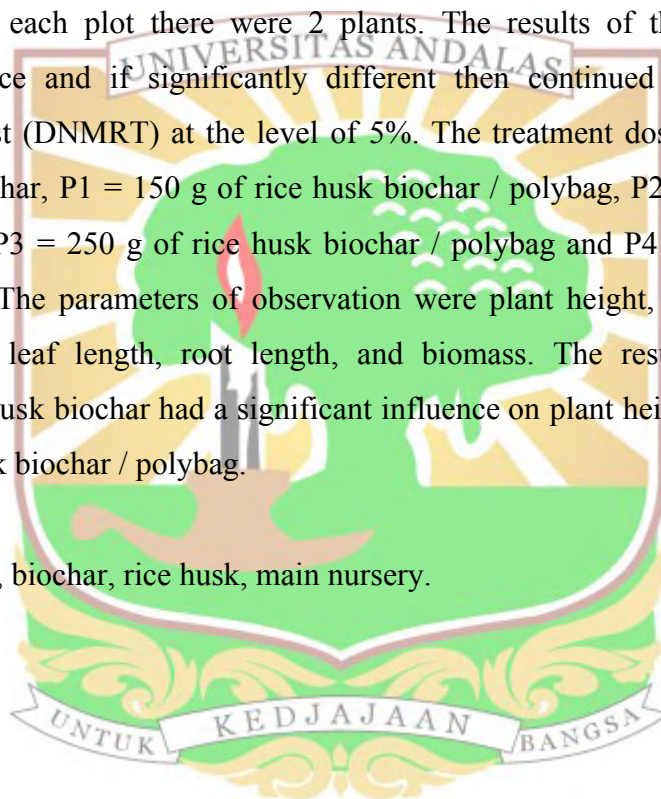 each plot there were 2 plants. The results of th
UNIVERSITAS ANDALAS
ce and if significantly different then continued
st (DNMRT) at the level of 5%. The treatment dos
har, P1 = 150 g of rice husk biochar / polybag, P2
P3 = 250 g of rice husk biochar / polybag and P4
The parameters of observation were plant height,
leaf length, root length, and biomass. The res
usk biochar had a significant influence on plant hei
k biochar / polybag.
, biochar, rice husk, main nursery.
UNTUK KEDJAJAAN BANGSA